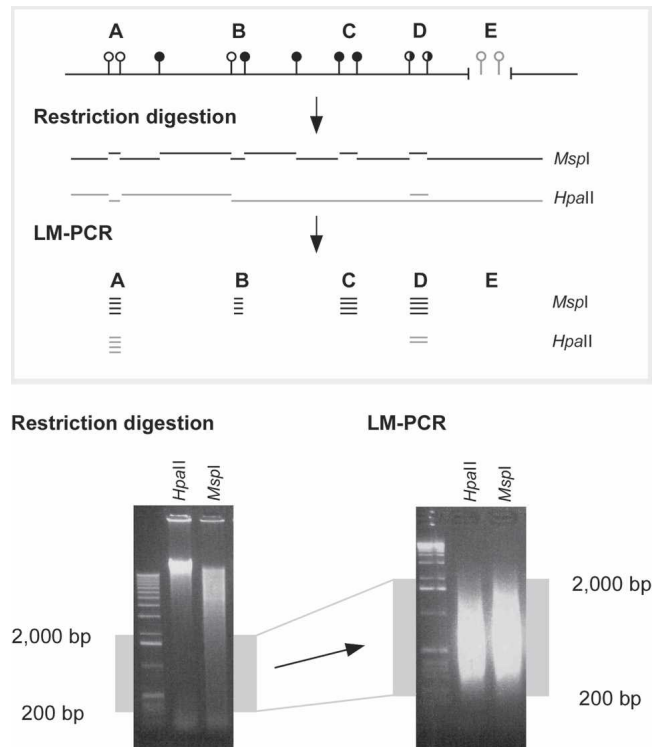 A B C D E
Restriction digestion
MspI
HpaII
LM-PCR
A B C D E
MspI
HpaII
Restriction digestion
LM-PCR
HpaII MspI
HpaII MspI
2,000 bp
200 bp
2,000 bp
200 bp